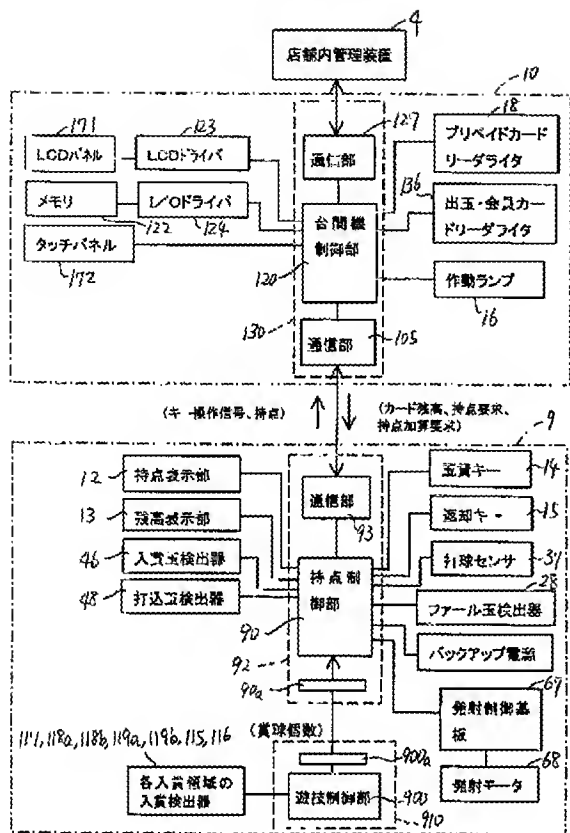 4
店舗内管理装置
10
171
123
127
18
LCDパネル
LCDドライバ
通信部
プリペイドカード
リーダライタ
136
メモリ
I/Oドライバ
122
124
台間機
制御部
出玉・会員カー
ドリーダライタ
タッチパネル
172
120
作動ランプ
16
130
通信部
105
(キー操作信号、持点)
(カード残高、持点要求、
持点加算要求)
9
12
持点表示部
通信部
93
玉貸キー
14
13
残高表示部
返却キー
15
46
入賞玉検出器
持点制
御部
打球センサ
31
48
打込玉検出器
90
ファール玉検出器
28
92
バックアップ電源
90a
67
発射制御基
板
(賞球個数)
117, 118a, 118b, 119a, 119b, 115, 116
900a
各入賞領域の
入賞検出器
遊技制御部
900
発射モータ
68
910